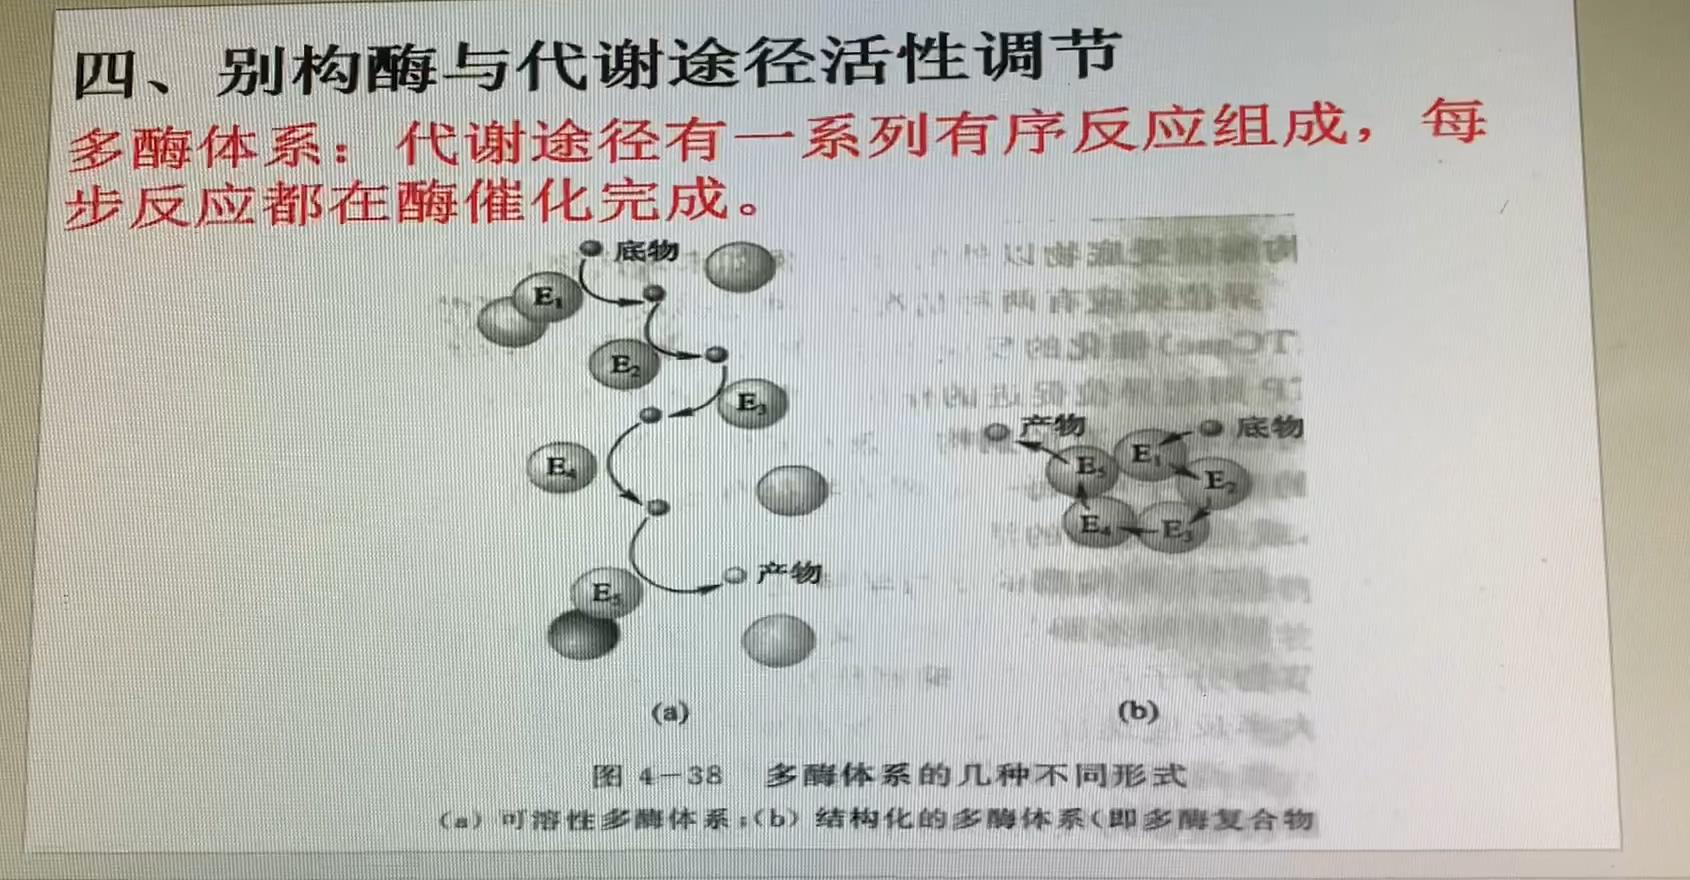 四、别构酶与代谢途径活性调节
多酶体系：代谢途径有一系列有序反应组成，每
步反应都在酶催化完成。
底物
E₁
E₂
E₃
E₄
E₅
产物
(a)
产物
底物
E₁
E₂
E₃
E₄
E₅
(b)
图 4－38 多酶体系的几种不同形式
(a) 可溶性多酶体系；(b) 结构化的多酶体系(即多酶复合物